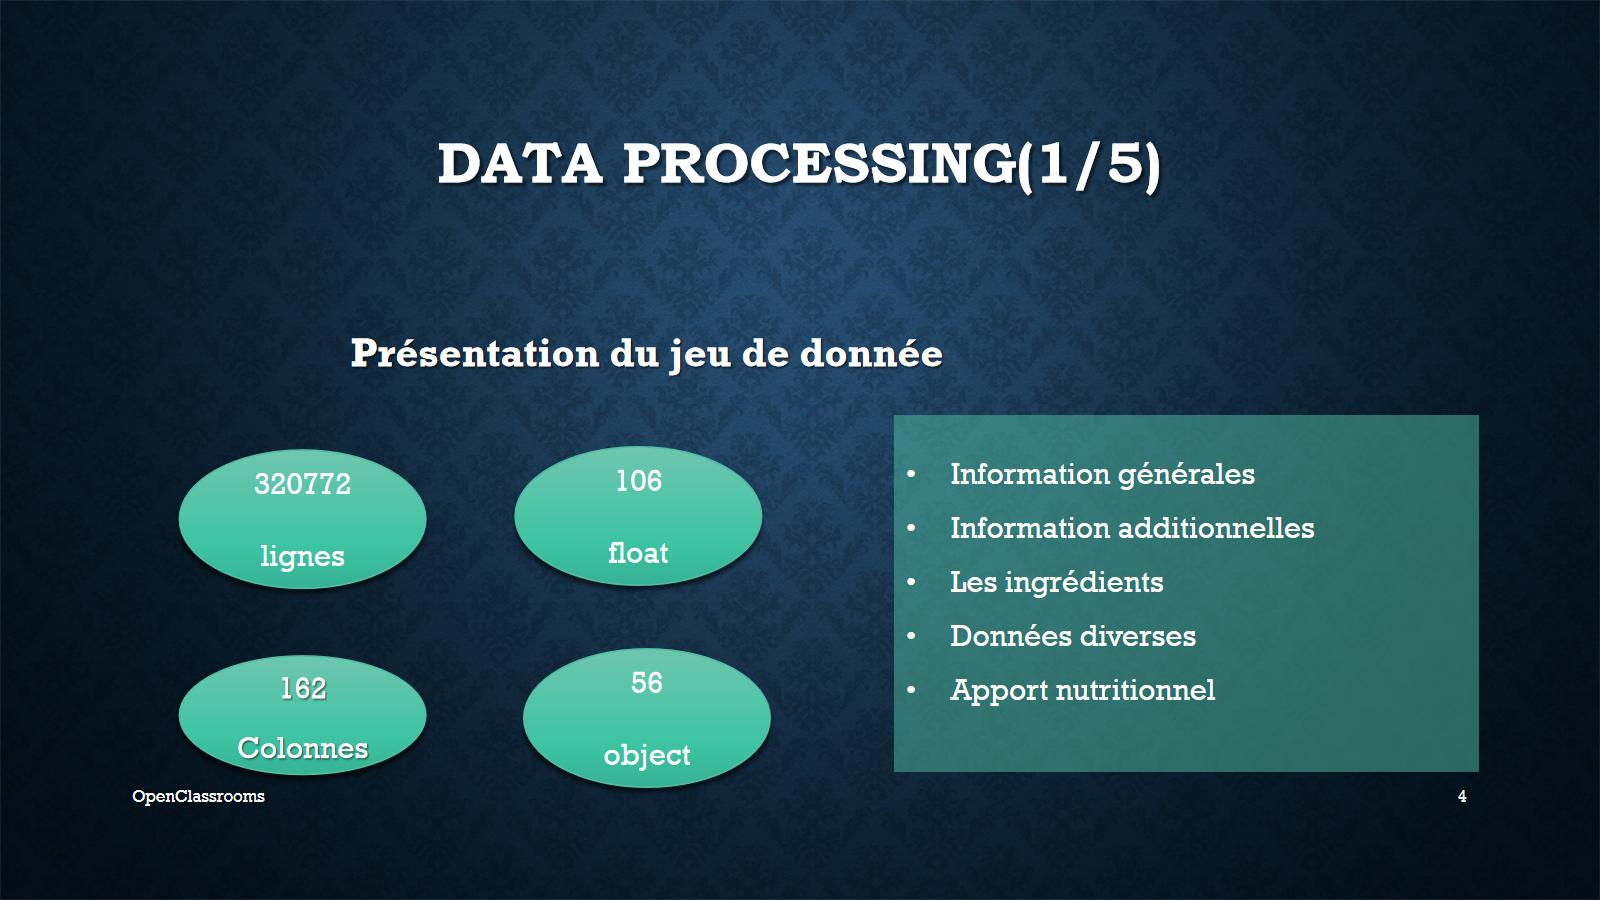 DATA PROCESSING(1/5)
Présentation du jeu de donnée
320772
lignes
106
float
162
Colonnes
56
object
• Information générales
• Information additionnelles
• Les ingrédients
• Données diverses
• Apport nutritionnel
OpenClassrooms
4